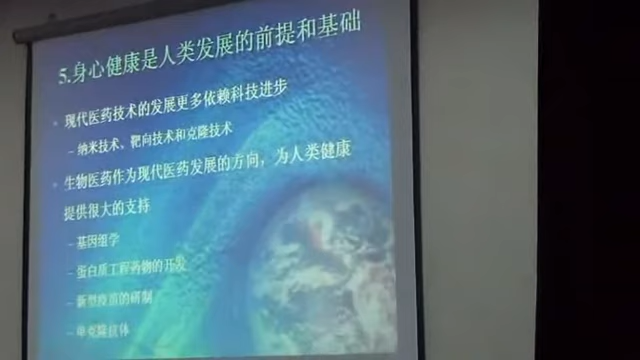 5.身心健康是人类发展的前提和基础
现代医药技术的发展更多依赖科技进步
–纳米技术、靶向技术和克隆技术
生物医药作为现代医药发展的方向，为人类健康
提供很大的支持
–基因组学
–蛋白质工程药物的开发
–新型疫苗的研制
–单克隆抗体